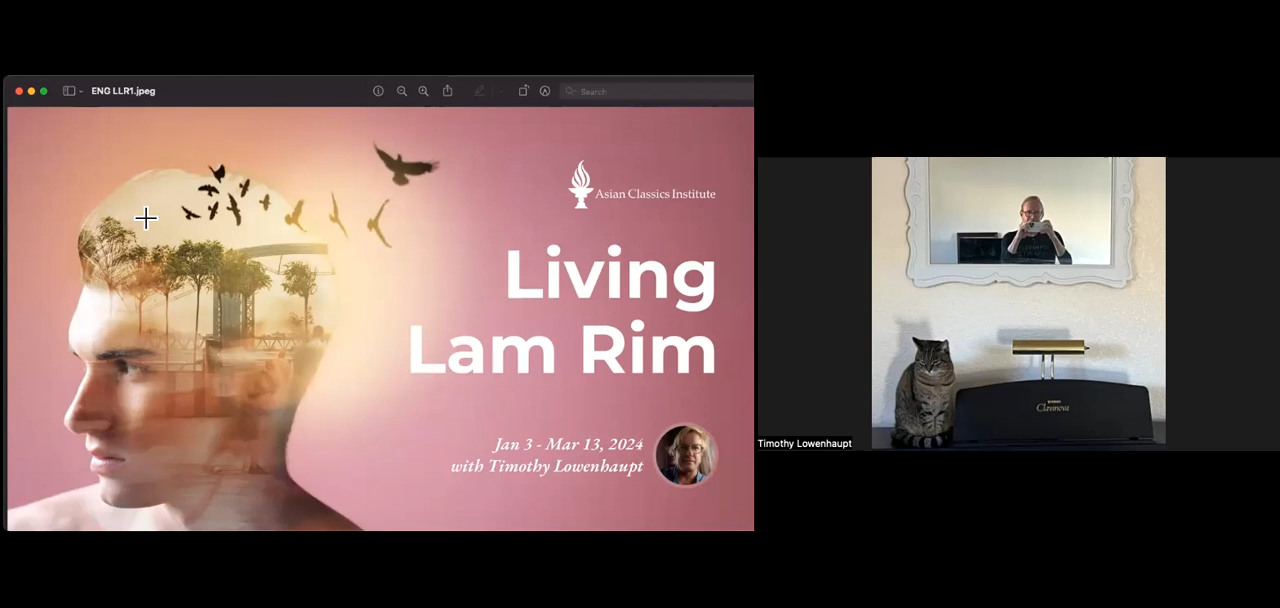 ENG LLR1.jpeg
Search
Asian Classics Institute
Living
Lam Rim
Jan 3 - Mar 13, 2024
with Timothy Lowenhaupt
Clavinova
Timothy Lowenhaupt